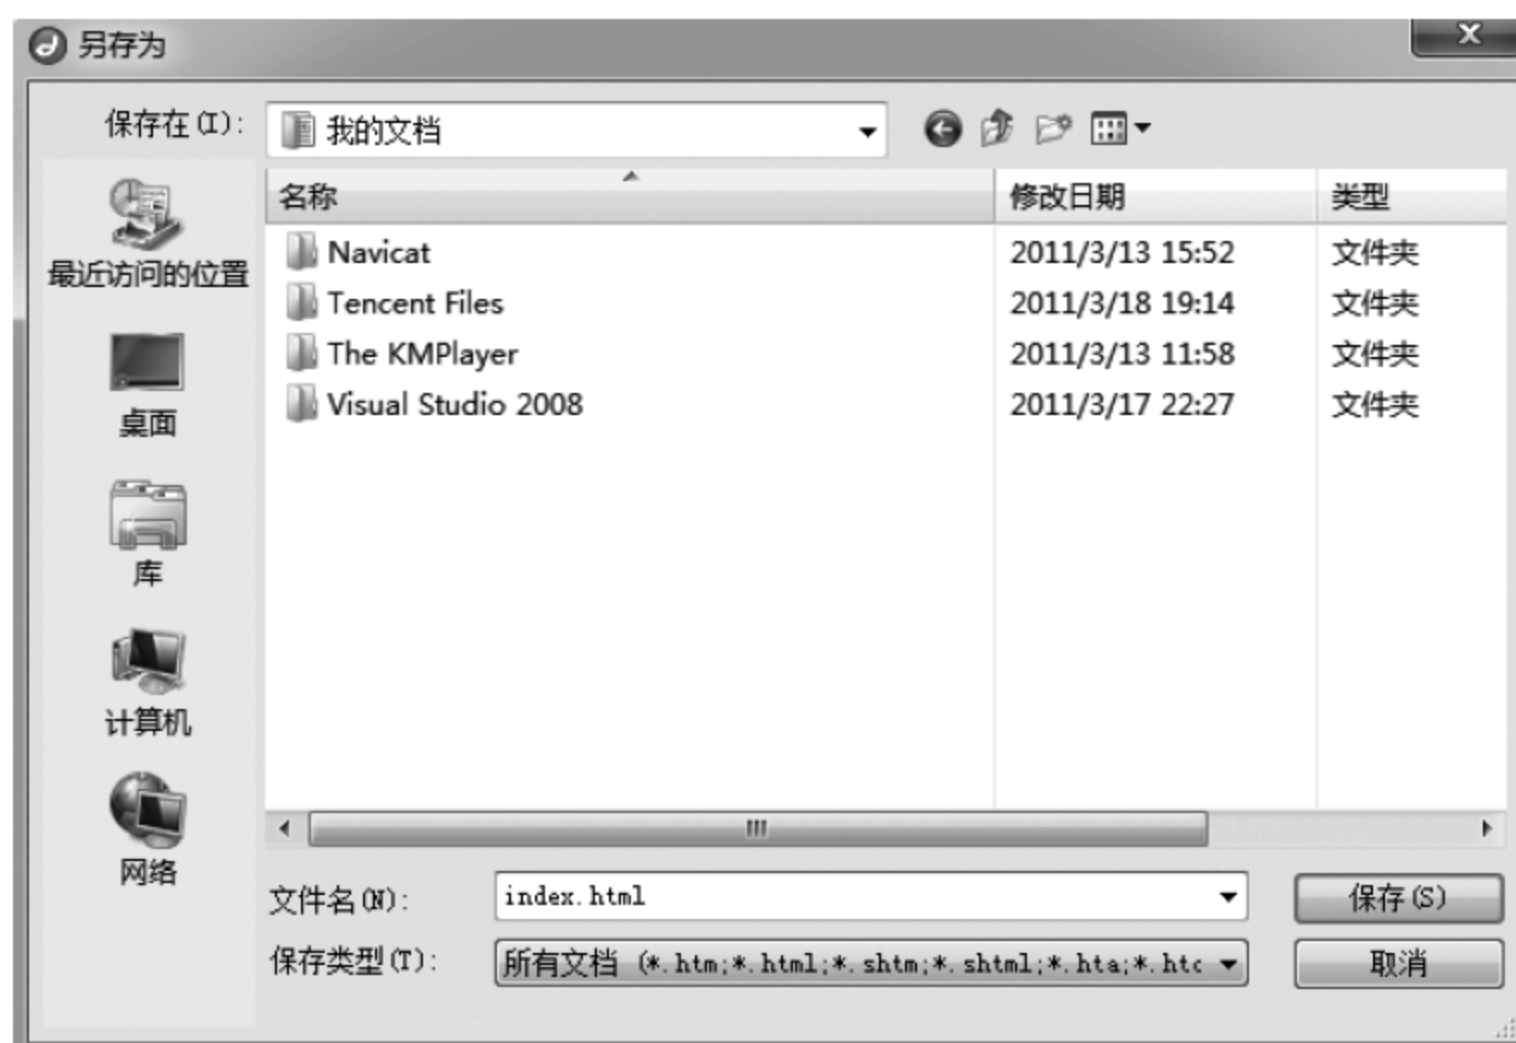 另存为
保存在(I):
我的文档
名称
修改日期
类型
Navicat
2011/3/13 15:52
文件夹
Tencent Files
2011/3/18 19:14
文件夹
The KMPlayer
2011/3/13 11:58
文件夹
Visual Studio 2008
2011/3/17 22:27
文件夹
最近访问的位置
桌面
库
计算机
网络
文件名(N):
index.html
保存(S)
保存类型(T):
所有文档 (*.htm;*.html;*.shtm;*.shtml;*.hta;*.htc
取消